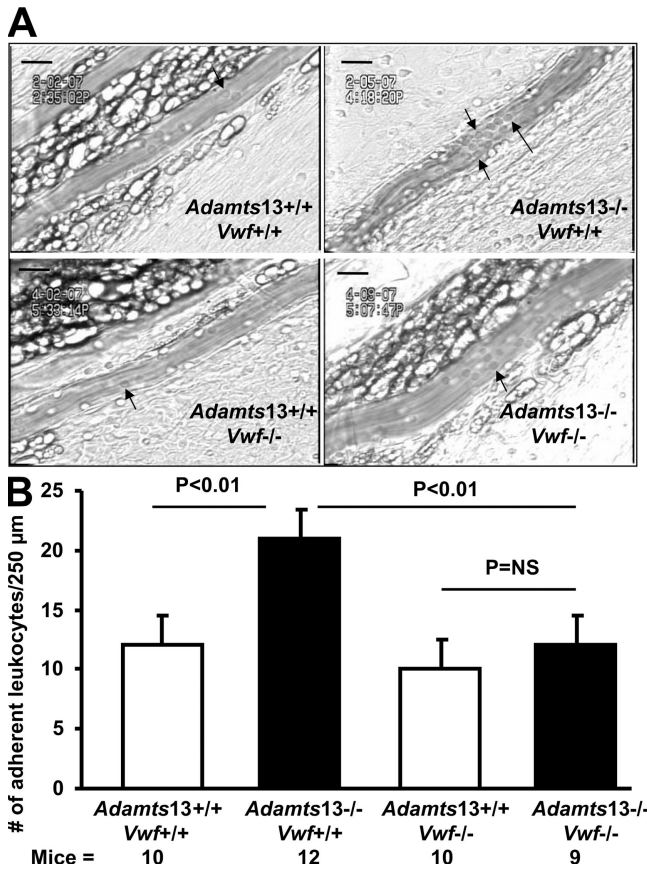 A
2-02-07
2:35:02P
Adamts13+/+
Vwf+/+
2-05-07
4:18:20P
Adamts13-/-
Vwf+/+
4-02-07
5:33:14P
Adamts13+/+
Vwf-/-
4-09-07
5:07:47P
Adamts13-/-
Vwf-/-
B
# of adherent leukocytes/250 µm
25
20
15
10
5
0
P<0.01
P<0.01
P=NS
Adamts13+/+ Adamts13-/- Adamts13+/+ Adamts13-/-
Vwf+/+ Vwf+/+ Vwf-/- Vwf-/-
Mice = 10 12 10 9